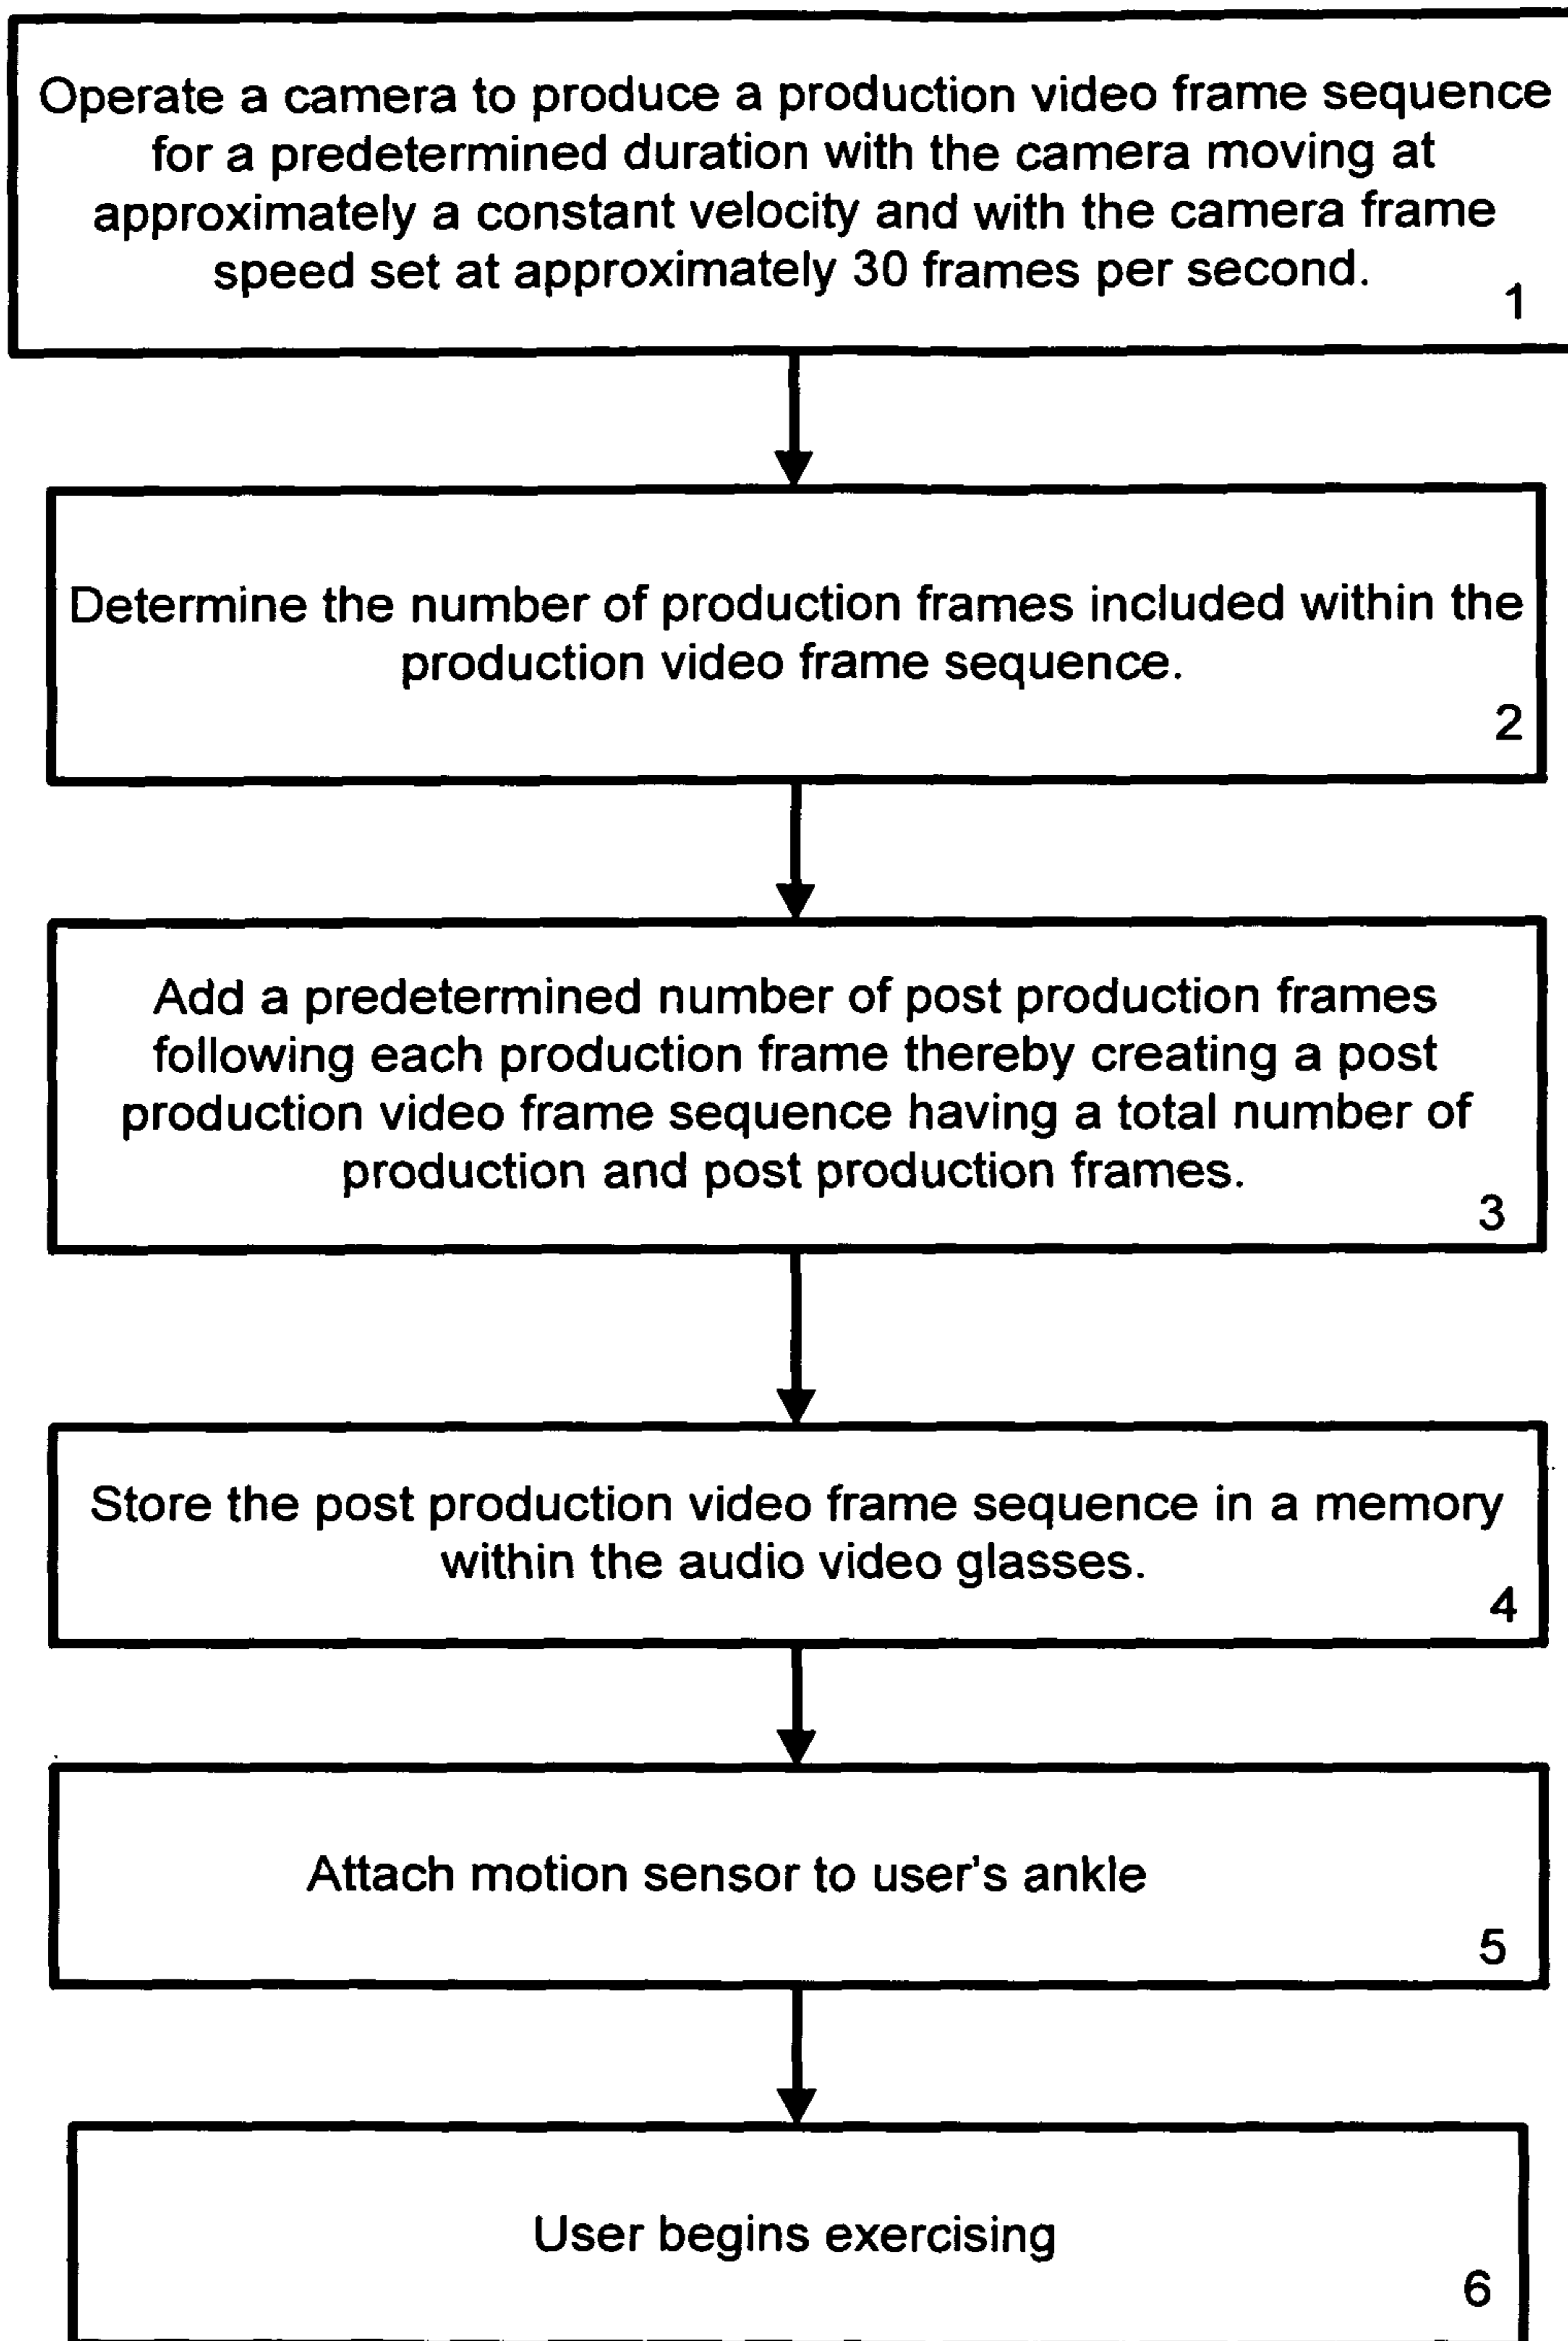 Operate a camera to produce a production video frame sequence
for a predetermined duration with the camera moving at
approximately a constant velocity and with the camera frame
speed set at approximately 30 frames per second.
1
Determine the number of production frames included within the
production video frame sequence.
2
Add a predetermined number of post production frames
following each production frame thereby creating a post
production video frame sequence having a total number of
production and post production frames.
3
Store the post production video frame sequence in a memory
within the audio video glasses.
4
Attach motion sensor to user's ankle
5
User begins exercising
6